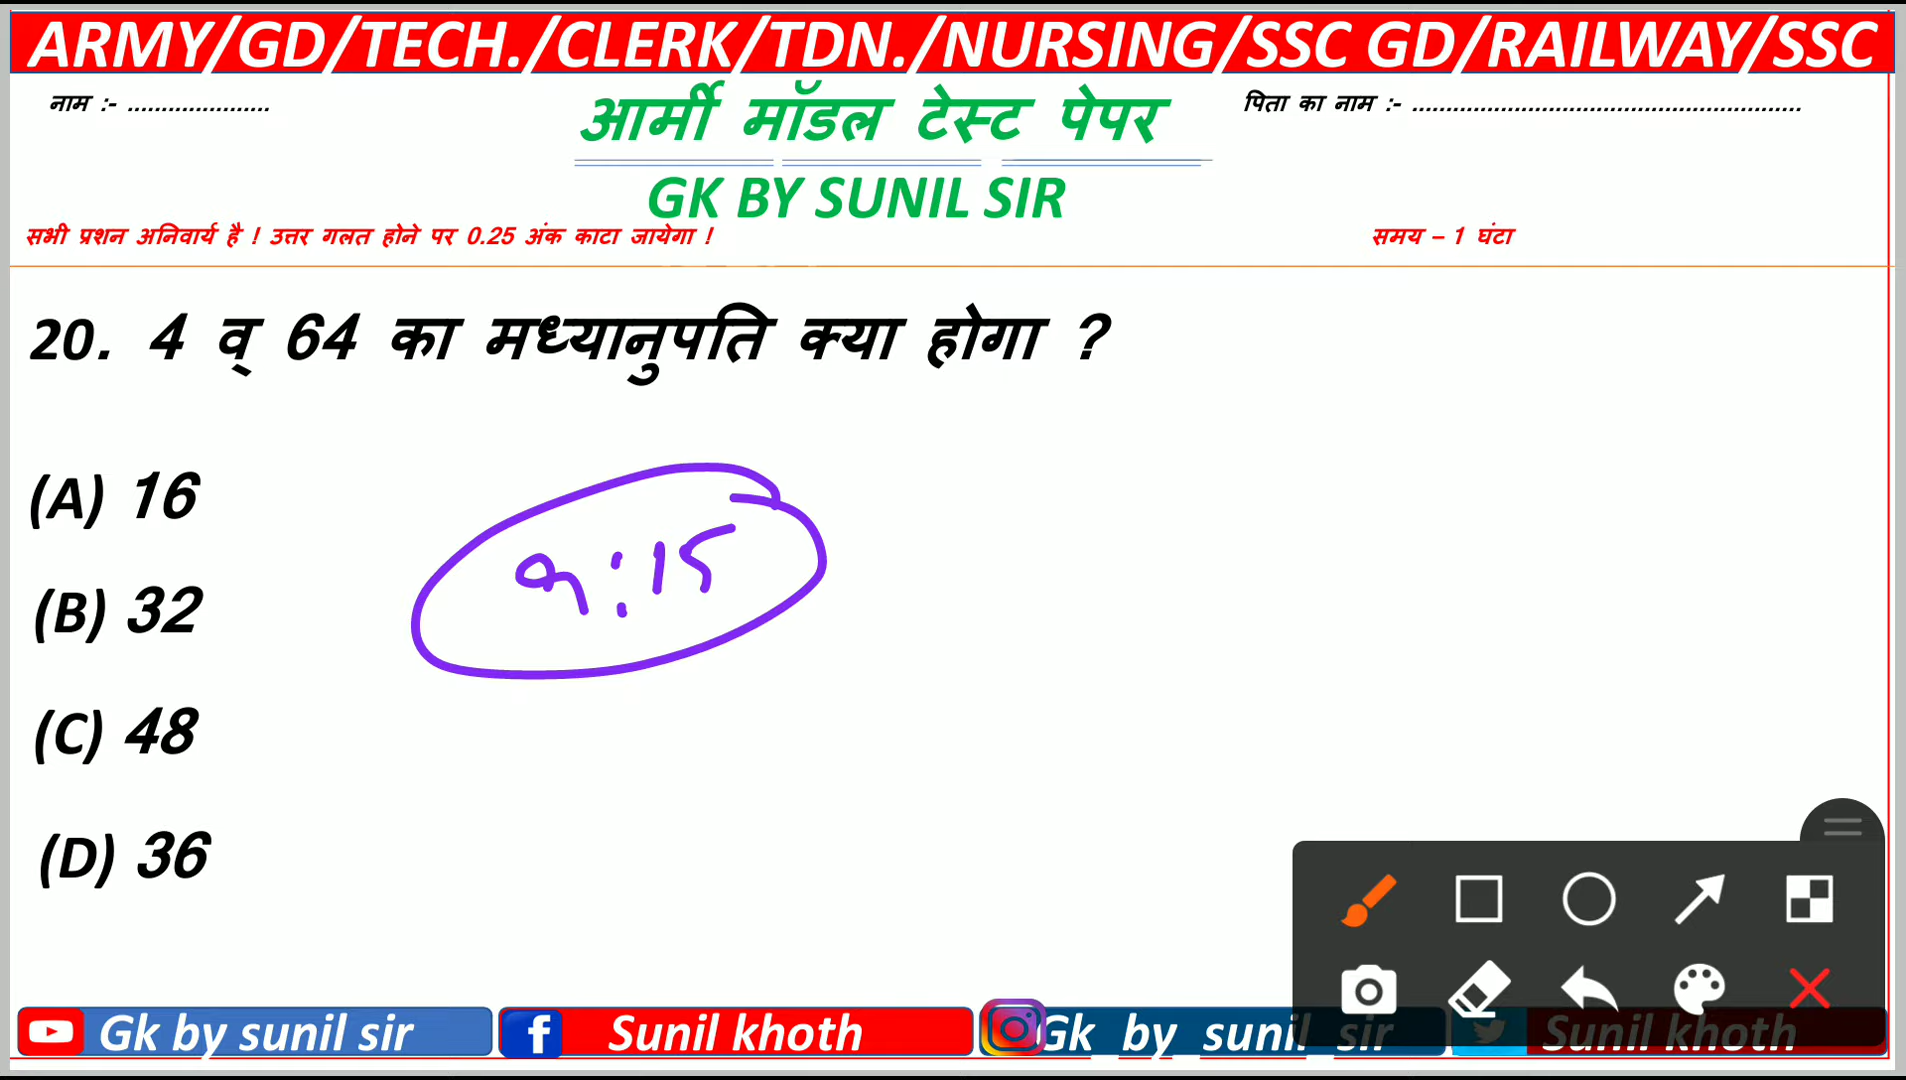 ARMY/GD/TECH./CLERK/TDN./NURSING/SSC GD/RAILWAY/SSC
नाम :- .....................
आर्मी मॉडल टेस्ट पेपर
पिता का नाम :- ..........................................................
GK BY SUNIL SIR
सभी प्रशन अनिवार्य है ! उत्तर गलत होने पर 0.25 अंक काटा जायेगा !
समय – 1 घंटा
20. 4 व् 64 का मध्यानुपति क्या होगा ?
(A) 16
9:15
(B) 32
(C) 48
(D) 36
Gk by sunil sir
Sunil khoth
Gk by sunil sir
Sunil khoth